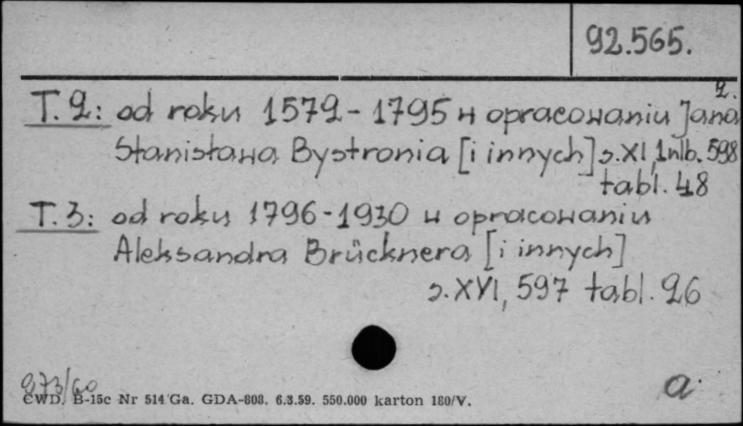 92.565.
2.
T. 2: od roku 1572-1795 w opracowaniu Jana
Stanisława Bystronia [i innych] s. XI, 1nlb. 598
tabl. 48
T. 3: od roku 1796-1930 w opracowaniu
Aleksandra Brücknera [i innych]
s. XVI, 597 tabl. 26
273/60
a.
CWD. B-15c Nr 514 Ga. GDA-808. 6.3.59. 550.000 karton 180/V.